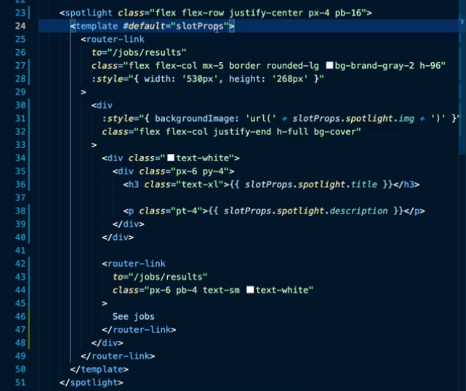 23 <spotlight class="flex flex-row justify-center px-4 pb-16">
24 <template #default="slotProps">
25 <router-link
26 to="/jobs/results"
27 class="flex flex-col mx-5 border rounded-lg bg-brand-gray-2 h-96"
28 :style="{ width: '530px', height: '268px' }"
29 >
30 <div
31 :style="{ backgroundImage: 'url(' + slotProps.spotlight.img + ')' }"
32 class="flex flex-col justify-end h-full bg-cover"
33 >
34 <div class="text-white">
35 <div class="px-6 py-4">
36 <h3 class="text-xl">{{ slotProps.spotlight.title }}</h3>
37
38 <p class="pt-4">{{ slotProps.spotlight.description }}</p>
39 </div>
40 </div>
41
42 <router-link
43 to="/jobs/results"
44 class="px-6 pb-4 text-sm text-white"
45 >
46 See jobs
47 </router-link>
48 </div>
49 </router-link>
50 </template>
51 </spotlight>